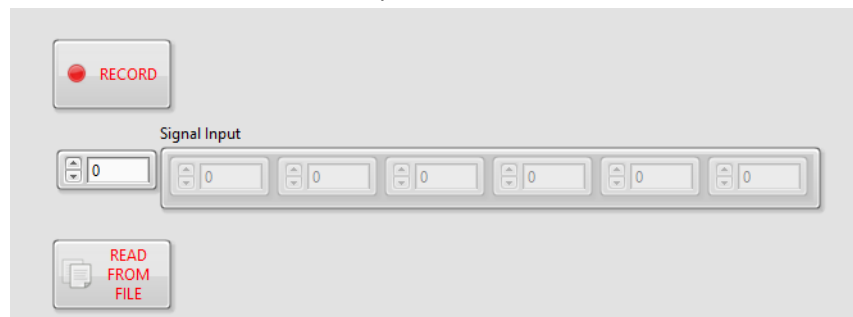 RECORD
Signal Input
0 0 0 0 0 0 0
READ
FROM
FILE